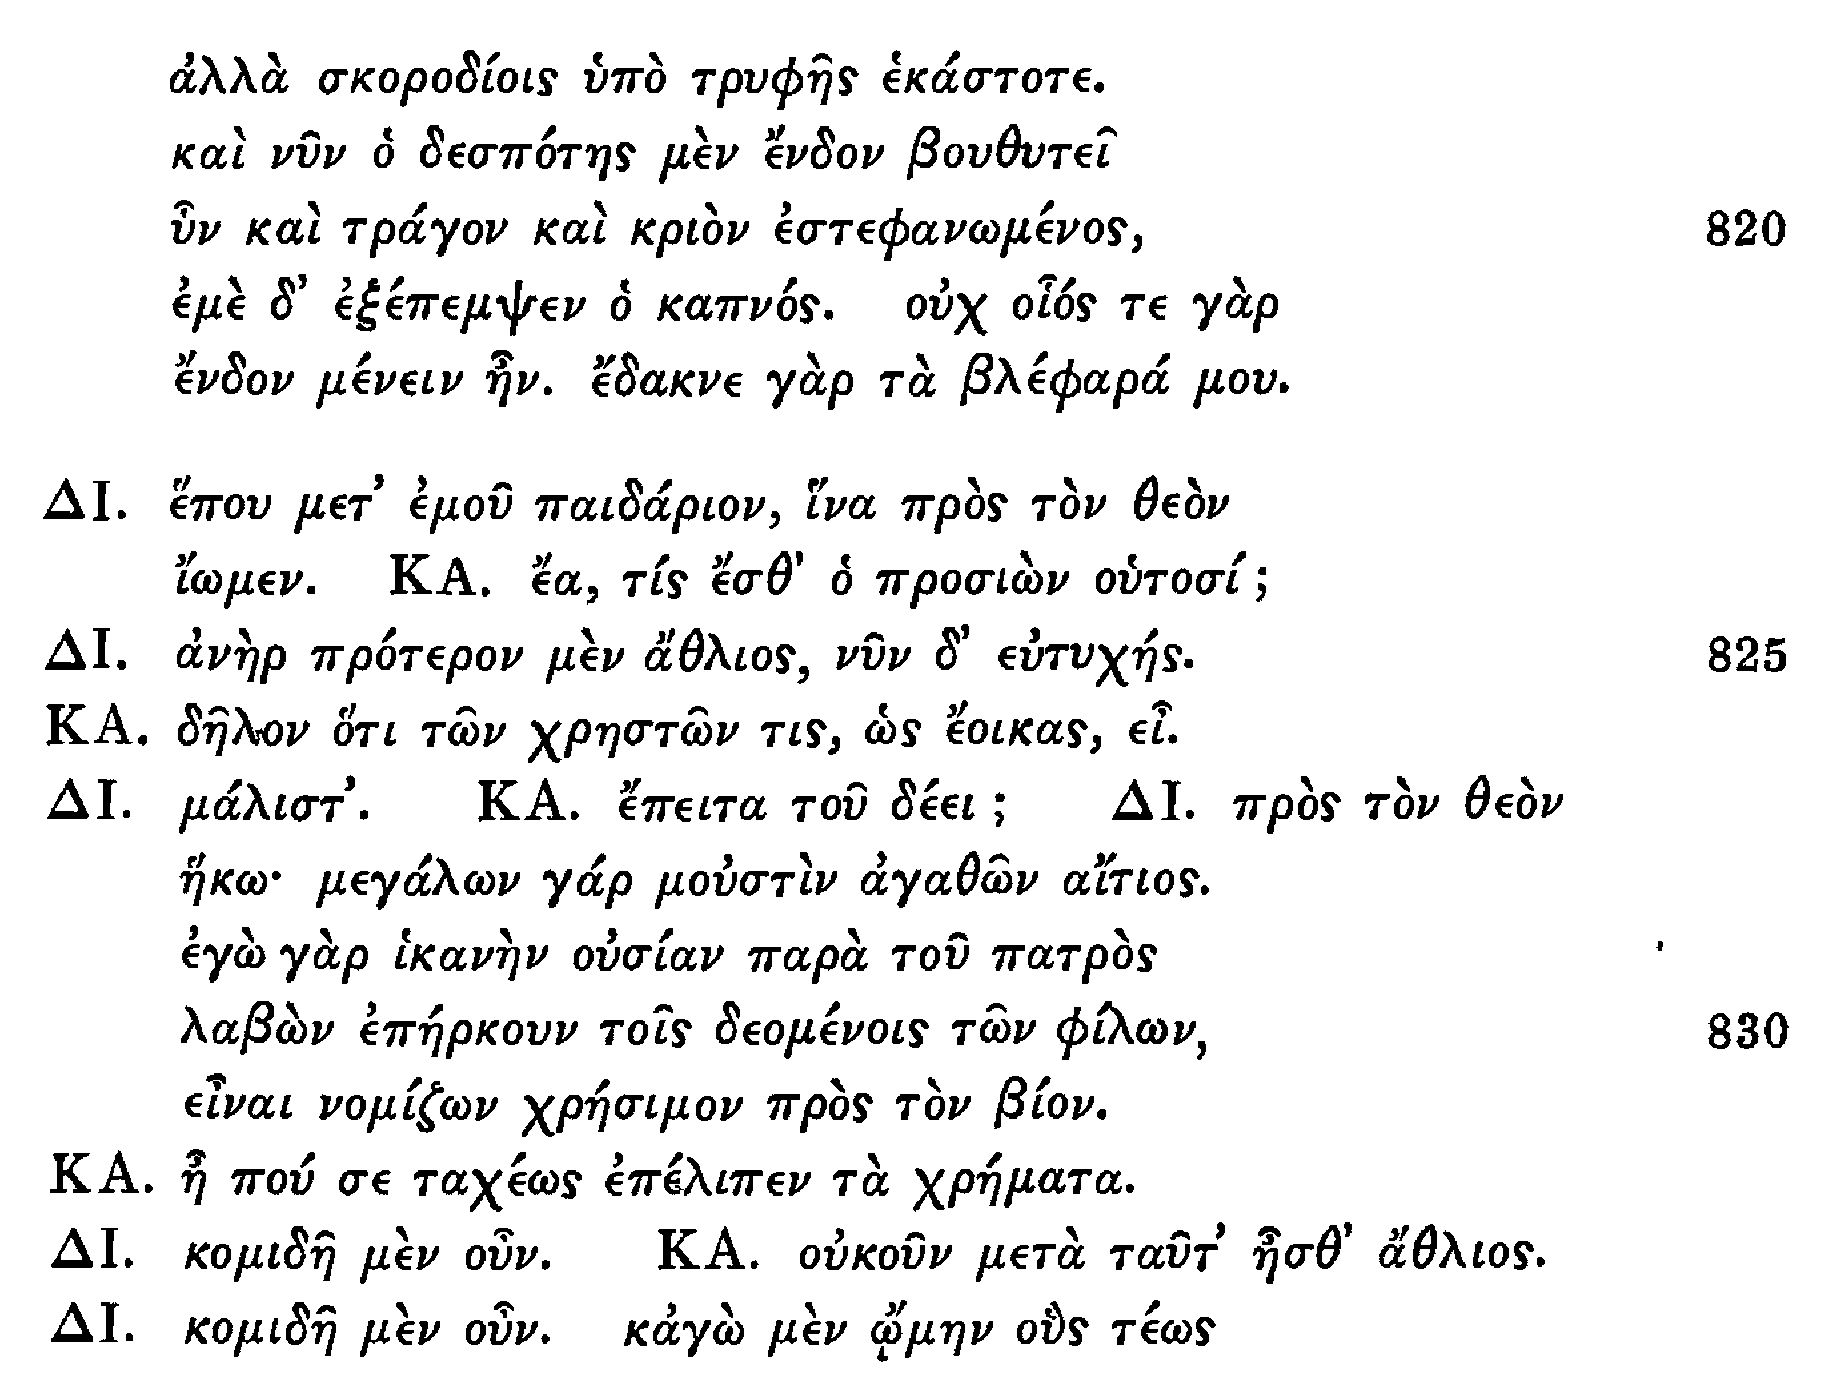 ἀλλὰ σκοροδίοις ὑπὸ τρυφῆς ἑκάστοτε.
καὶ νῦν ὁ δεσπότης μὲν ἔνδον βουθυτεῖ
ὗν καὶ τράγον καὶ κριὸν ἐστεφανωμένος, 820
ἐμὲ δ’ ἐξέπεμψεν ὁ καπνός. οὐχ οἷός τε γὰρ
ἔνδον μένειν ἦν. ἔδακνε γὰρ τὰ βλέφαρά μου.
ΔΙ. ἕπου μετ’ ἐμοῦ παιδάριον, ἵνα πρὸς τὸν θεὸν
ἴωμεν. ΚΑ. ἔα, τίς ἔσθ’ ὁ προσιὼν οὑτοσί;
ΔΙ. ἀνὴρ πρότερον μὲν ἄθλιος, νῦν δ’ εὐτυχής. 825
ΚΑ. δῆλον ὅτι τῶν χρηστῶν τις, ὡς ἔοικας, εἶ.
ΔΙ. μάλιστ’. ΚΑ. ἔπειτα τοῦ δέει; ΔΙ. πρὸς τὸν θεὸν
ἥκω· μεγάλων γάρ μοὐστὶν ἀγαθῶν αἴτιος.
ἐγὼ γὰρ ἱκανὴν οὐσίαν παρὰ τοῦ πατρὸς
λαβὼν ἐπήρκουν τοῖς δεομένοις τῶν φίλων, 830
εἶναι νομίζων χρήσιμον πρὸς τὸν βίον.
ΚΑ. ἦ πού σε ταχέως ἐπέλιπεν τὰ χρήματα.
ΔΙ. κομιδῆ μὲν οὖν. ΚΑ. οὐκοῦν μετὰ ταῦτ’ ἦσθ’ ἄθλιος.
ΔΙ. κομιδῆ μὲν οὖν. κἀγὼ μὲν ᾤμην οὓς τέως